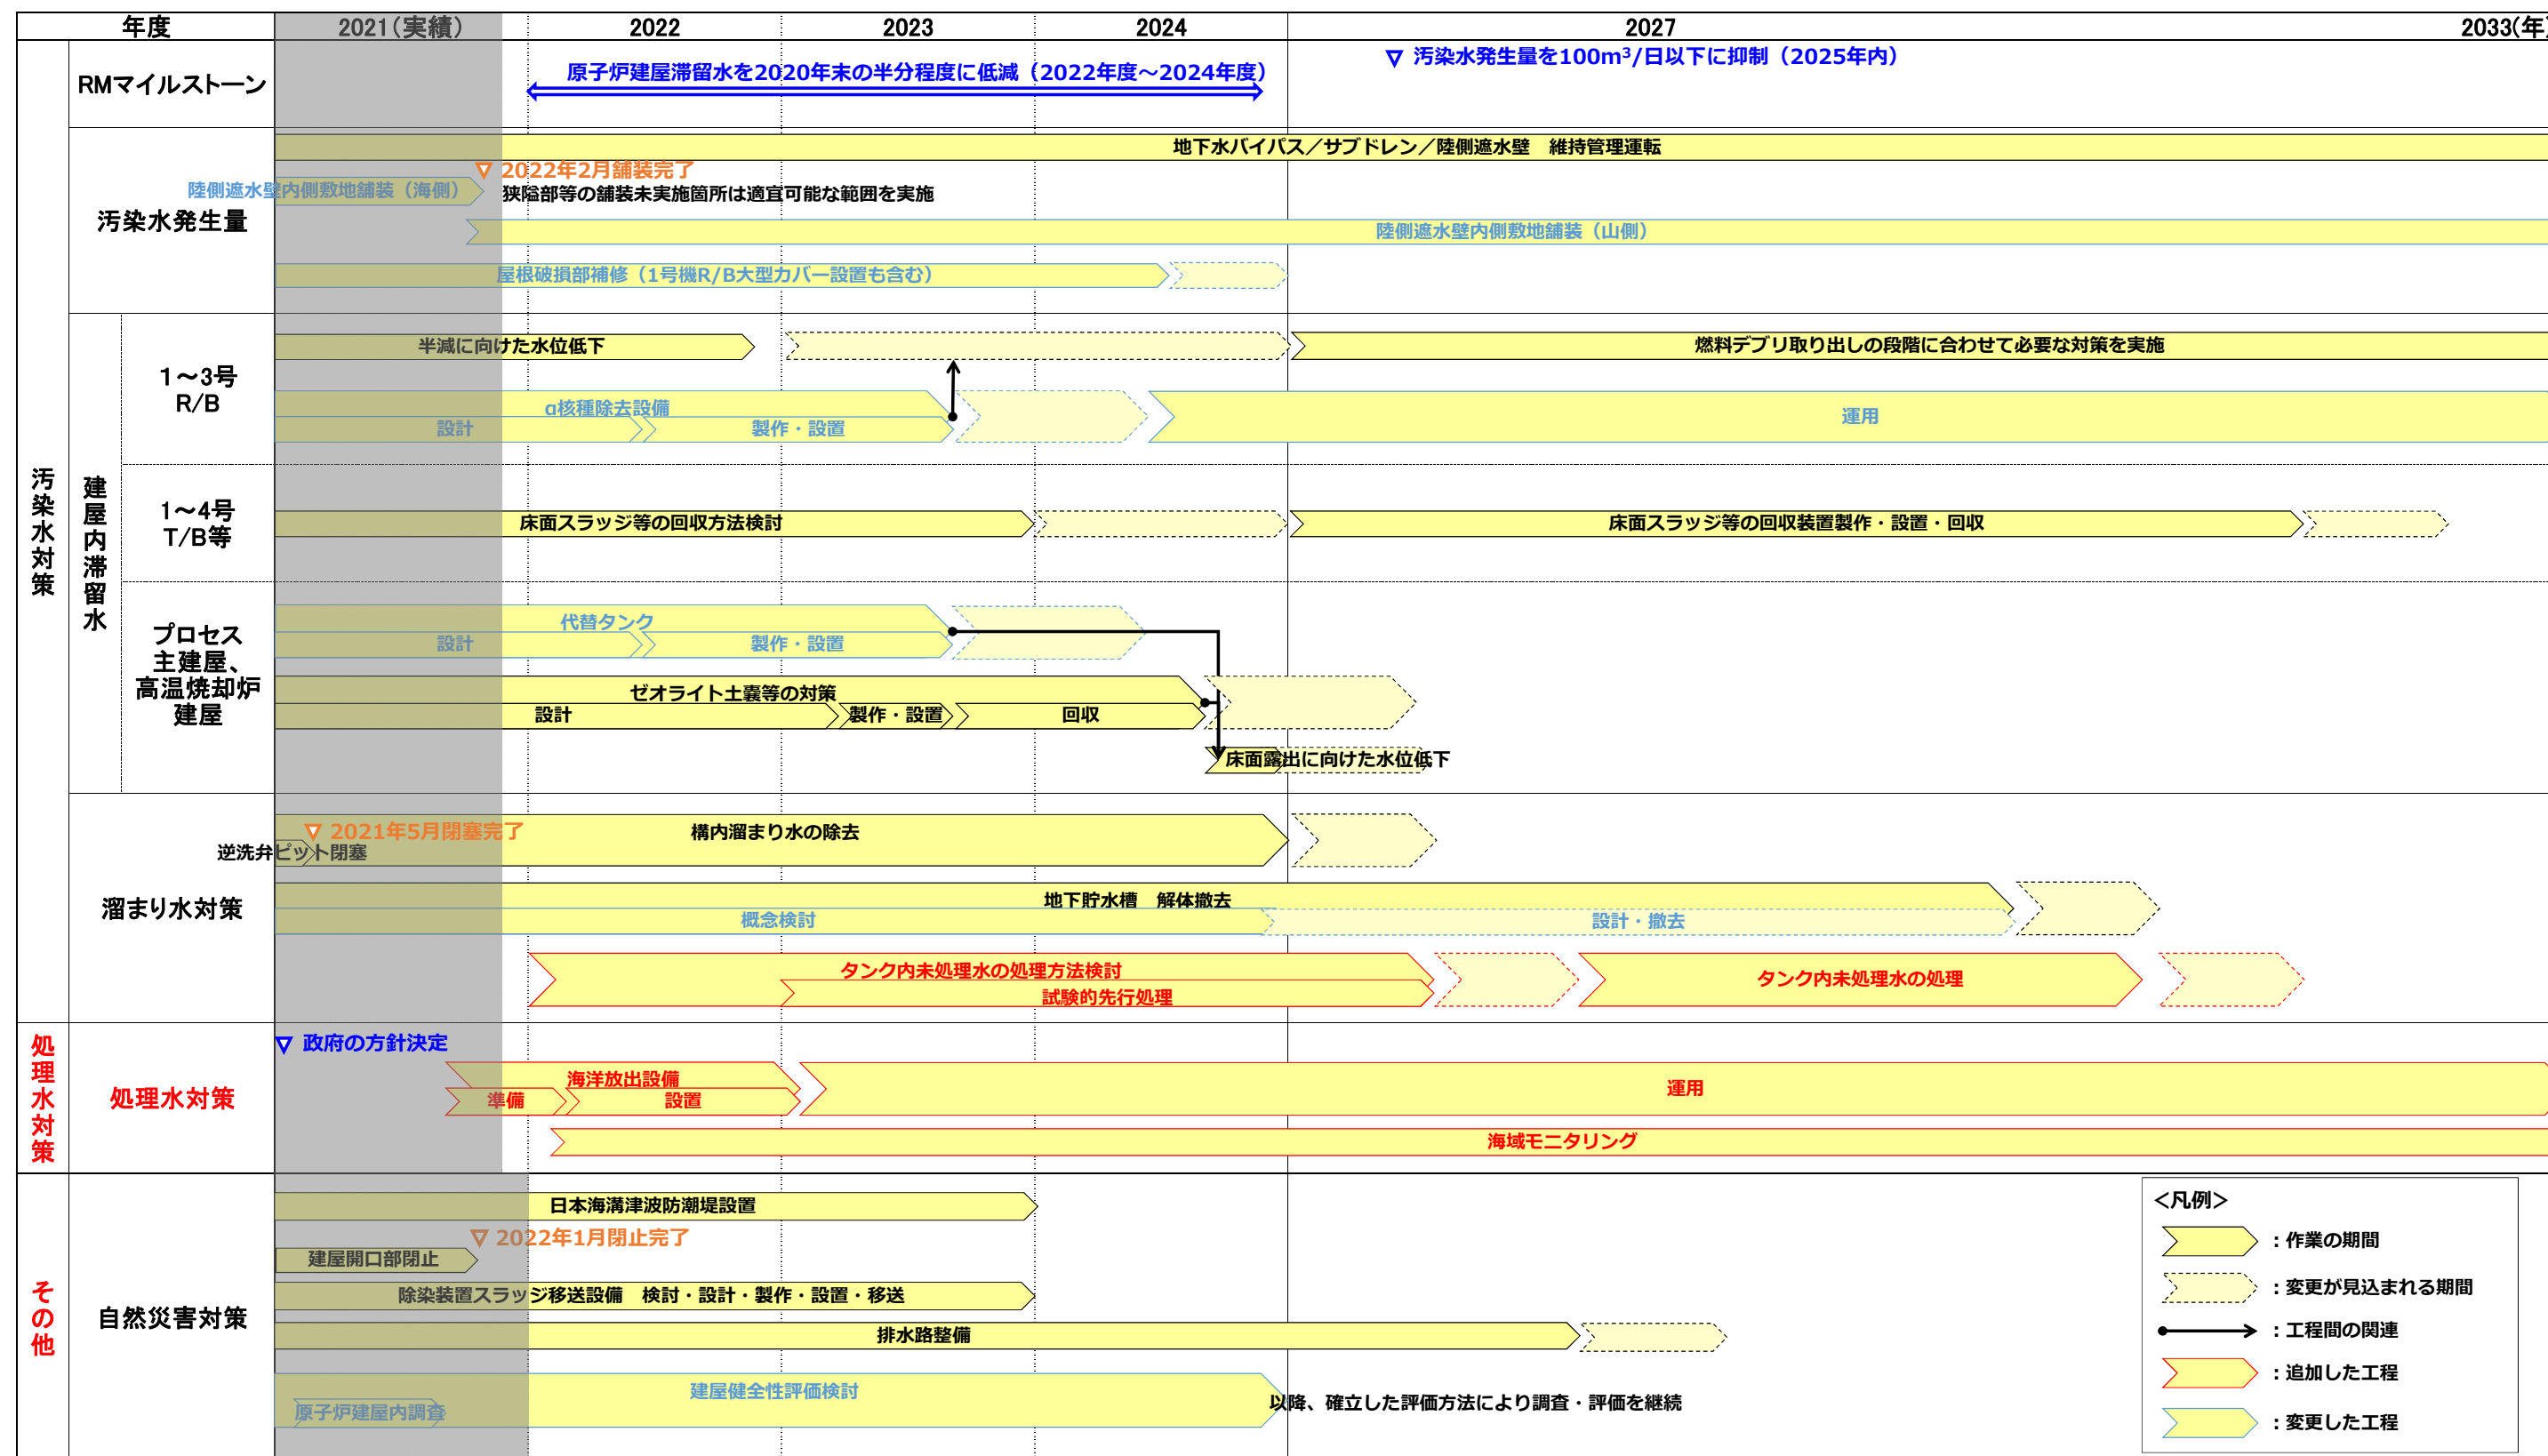 年度
2021(実績)
2022
2023
2024
2027
2033(年)
汚染水対策
RMマイルストーン
原子炉建屋滞留水を2020年末の半分程度に低減（2022年度～2024年度）
▽ 汚染水発生量を100m³/日以下に抑制（2025年内）
汚染水発生量
地下水バイパス／サブドレン／陸側遮水壁　維持管理運転
▽ 2022年2月舗装完了
陸側遮水壁内側敷地舗装（海側）
狭隘部等の舗装未実施箇所は適宜可能な範囲を実施
陸側遮水壁内側敷地舗装（山側）
屋根破損部補修（1号機R/B大型カバー設置も含む）
建屋内滞留水
1～3号
R/B
半減に向けた水位低下
燃料デブリ取り出しの段階に合わせて必要な対策を実施
α核種除去設備
設計
製作・設置
運用
1～4号
T/B等
床面スラッジ等の回収方法検討
床面スラッジ等の回収装置製作・設置・回収
プロセス
主建屋、
高温焼却炉
建屋
代替タンク
設計
製作・設置
ゼオライト土嚢等の対策
設計
製作・設置
回収
床面露出に向けた水位低下
溜まり水対策
▽ 2021年5月閉塞完了
構内溜まり水の除去
逆洗弁ピット閉塞
地下貯水槽　解体撤去
概念検討
設計・撤去
タンク内未処理水の処理方法検討
試験的先行処理
タンク内未処理水の処理
処理水対策
処理水対策
▽ 政府の方針決定
海洋放出設備
準備
設置
運用
海域モニタリング
その他
自然災害対策
日本海溝津波防潮堤設置
▽ 2022年1月閉止完了
建屋開口部閉止
除染装置スラッジ移送設備　検討・設計・製作・設置・移送
排水路整備
建屋健全性評価検討
原子炉建屋内調査
以降、確立した評価方法により調査・評価を継続
＜凡例＞
：作業の期間
：変更が見込まれる期間
：工程間の関連
：追加した工程
：変更した工程